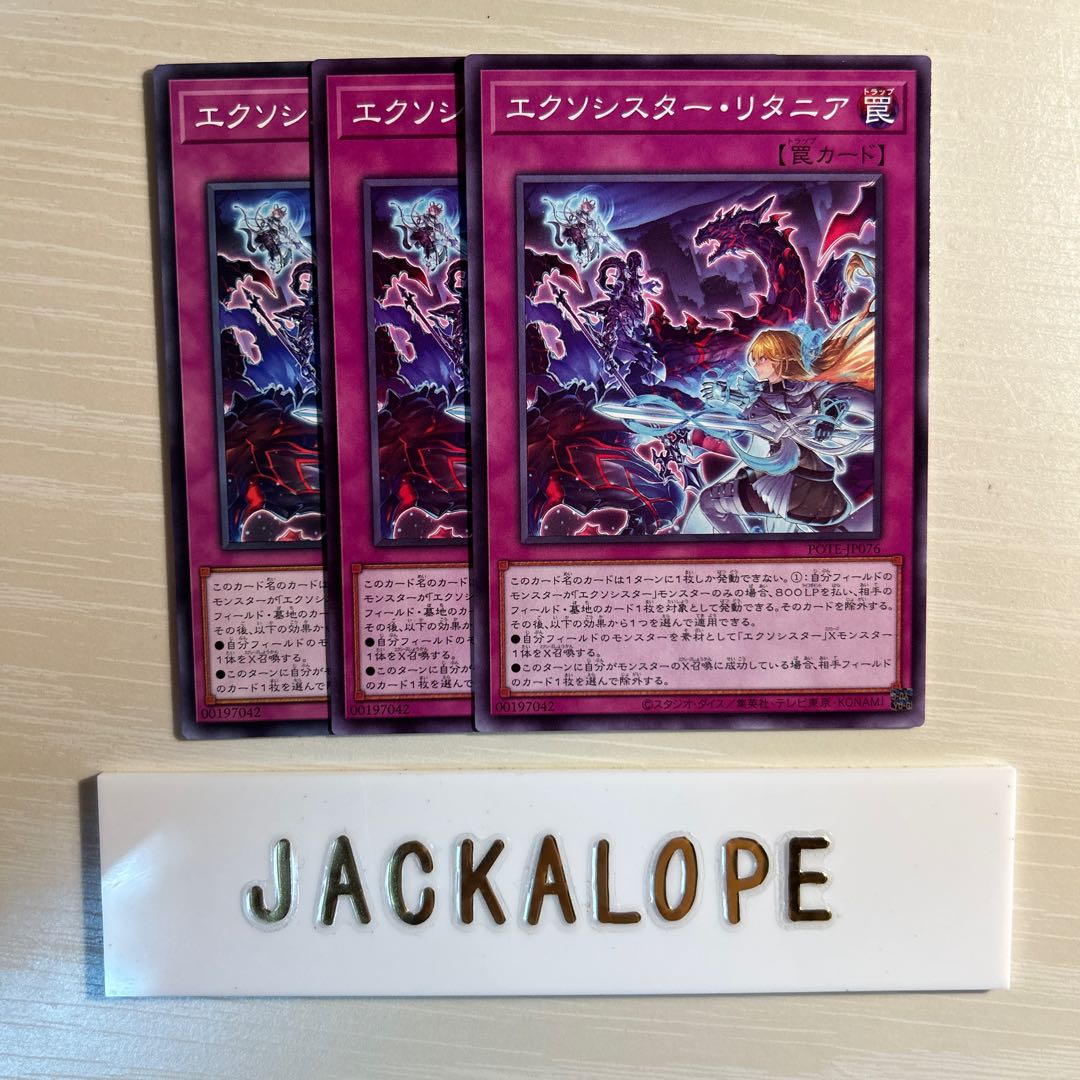 エクソシ
このカード名のカードは
モンスターが「エクソシスター」
フィールド・墓地のカー
その後、以下の効果か
●自分フィールドのモ
1体をX召喚する。
●このターンに自分が
のカード1枚を選んで
00197042
エクソシ
このカード名のカードは
モンスターが「エクソシスター」
フィールド・墓地のカー
その後、以下の効果か
●自分フィールドのモ
1体をX召喚する。
●このターンに自分が
のカード1枚を選んで
00197042
エクソシスター・リタニア 罠
【罠カード】
POTE-JP076
このカード名のカードは1ターンに1枚しか発動できない。①:自分フィールドの
モンスターが「エクソシスター」モンスターのみの場合、800LPを払い、相手の
フィールド・墓地のカード1枚を対象として発動できる。そのカードを除外する。
その後、以下の効果から1つを選んで適用できる。
●自分フィールドのモンスターを素材として「エクソシスター」Xモンスター
1体をX召喚する。
●このターンに自分がモンスターのX召喚に成功している場合、相手フィールド
のカード1枚を選んで除外する。
00197042
©スタジオ・ダイス/集英社・テレビ東京・KONAMI
JACKALOPE